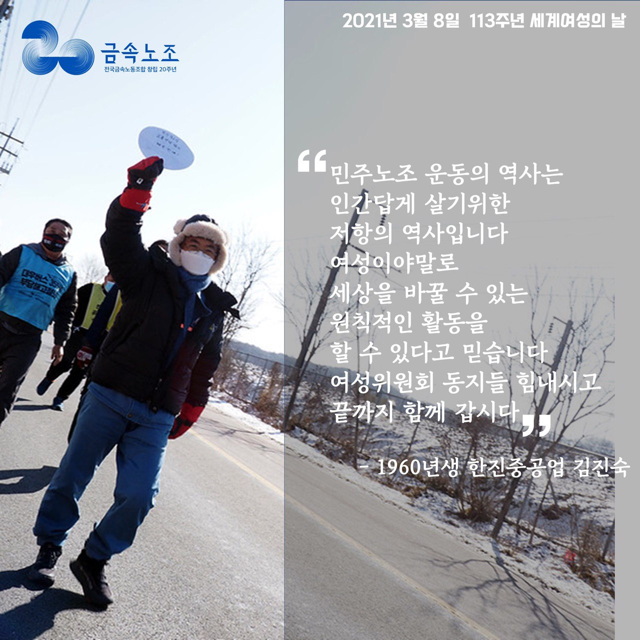 2021년 3월 8일 113주년 세계여성의 날
20
금속노조
전국금속노동조합 창립 20주년
“민주노조 운동의 역사는
인간답게 살기위한
저항의 역사입니다
여성이야말로
세상을 바꿀 수 있는
원칙적인 활동을
할 수 있다고 믿습니다
여성위원회 동지들 힘내시고
끝까지 함께 갑시다”
- 1960년생 한진중공업 김진숙